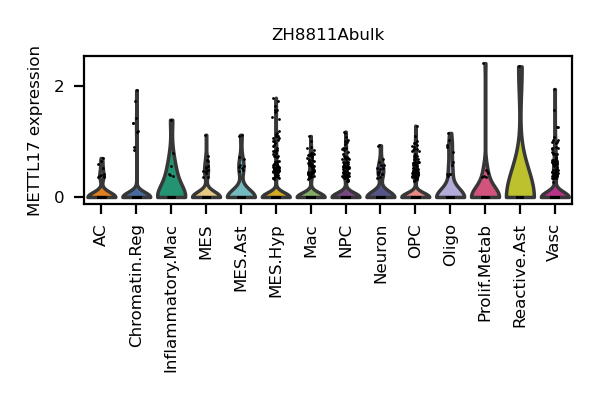 ZH8811Abulk
METTL17 expression
2
0
AC
Chromatin.Reg
Inflammatory.Mac
MES
MES.Ast
MES.Hyp
Mac
NPC
Neuron
OPC
Oligo
Prolif.Metab
Reactive.Ast
Vasc